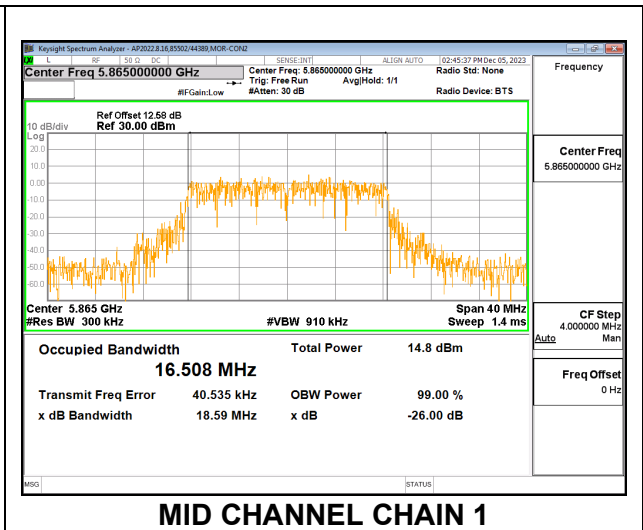 Keysight Spectrum Analyzer - AP2022.8.16,85502/44389,MOR-CON2
LXI L RF 50 Ω DC SENSE:INT ALIGN AUTO 02:45:37 PM Dec 05, 2023
Center Freq 5.865000000 GHz
Center Freq: 5.865000000 GHz Radio Std: None
Trig: Free Run Avg|Hold: 1/1
#IFGain:Low #Atten: 30 dB Radio Device: BTS
Frequency
Ref Offset 12.58 dB
10 dB/div Ref 30.00 dBm
Log
20.0
10.0
0.00
-10.0
-20.0
-30.0
-40.0
-50.0
-60.0
Center Freq
5.865000000 GHz
Center 5.865 GHz Span 40 MHz
#Res BW 300 kHz #VBW 910 kHz Sweep 1.4 ms
CF Step
4.000000 MHz
Auto Man
Occupied Bandwidth Total Power 14.8 dBm
16.508 MHz
Freq Offset
0 Hz
Transmit Freq Error 40.535 kHz OBW Power 99.00 %
x dB Bandwidth 18.59 MHz x dB -26.00 dB
MSG STATUS
MID CHANNEL CHAIN 1